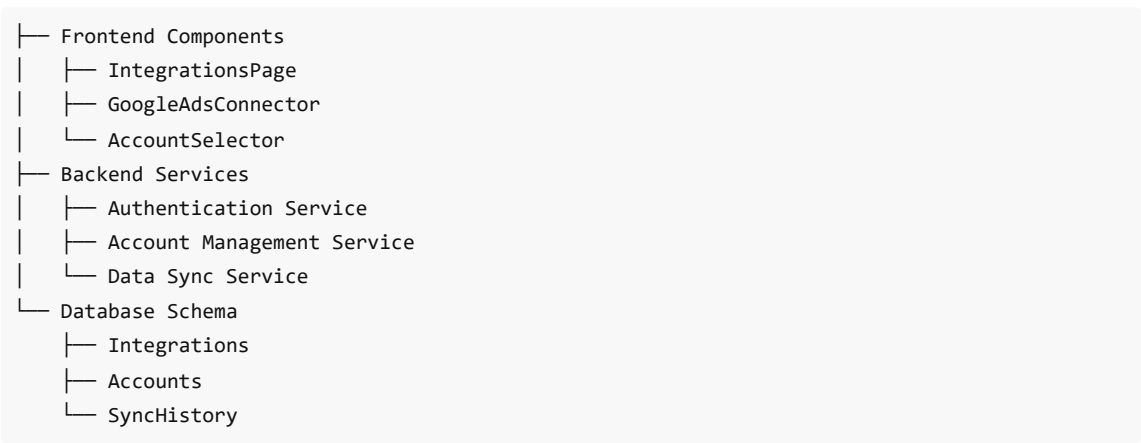 ├── Frontend Components
│   ├── IntegrationsPage
│   ├── GoogleAdsConnector
│   └── AccountSelector
├── Backend Services
│   ├── Authentication Service
│   ├── Account Management Service
│   └── Data Sync Service
└── Database Schema
    ├── Integrations
    ├── Accounts
    └── SyncHistory